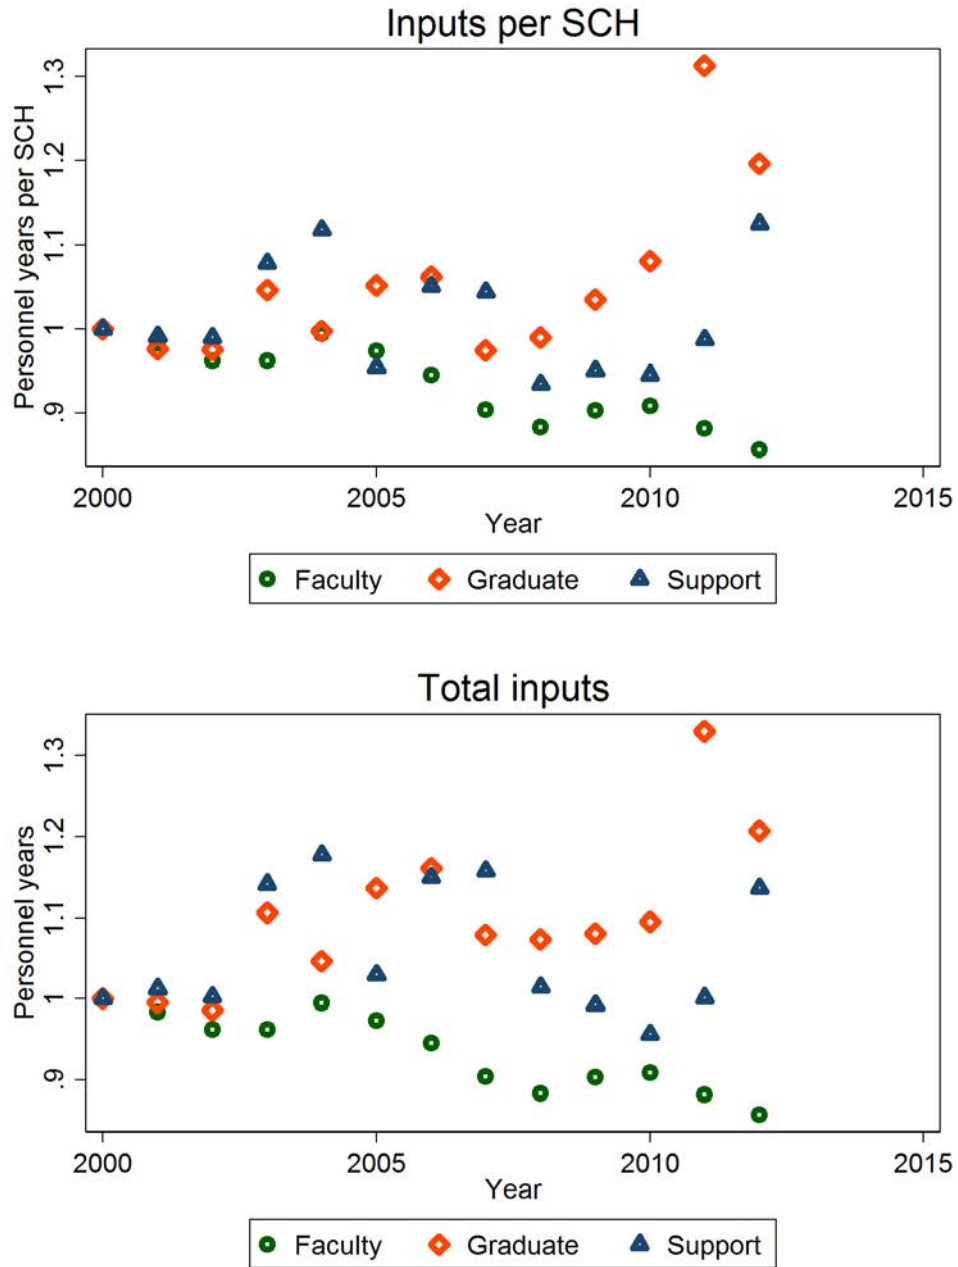 Inputs per SCH
Personnel years per SCH
1.3
1.2
1.1
1
.9
2000 2005 2010 2015
Year
Faculty Graduate Support
Total inputs
Personnel years
1.3
1.2
1.1
1
.9
2000 2005 2010 2015
Year
Faculty Graduate Support